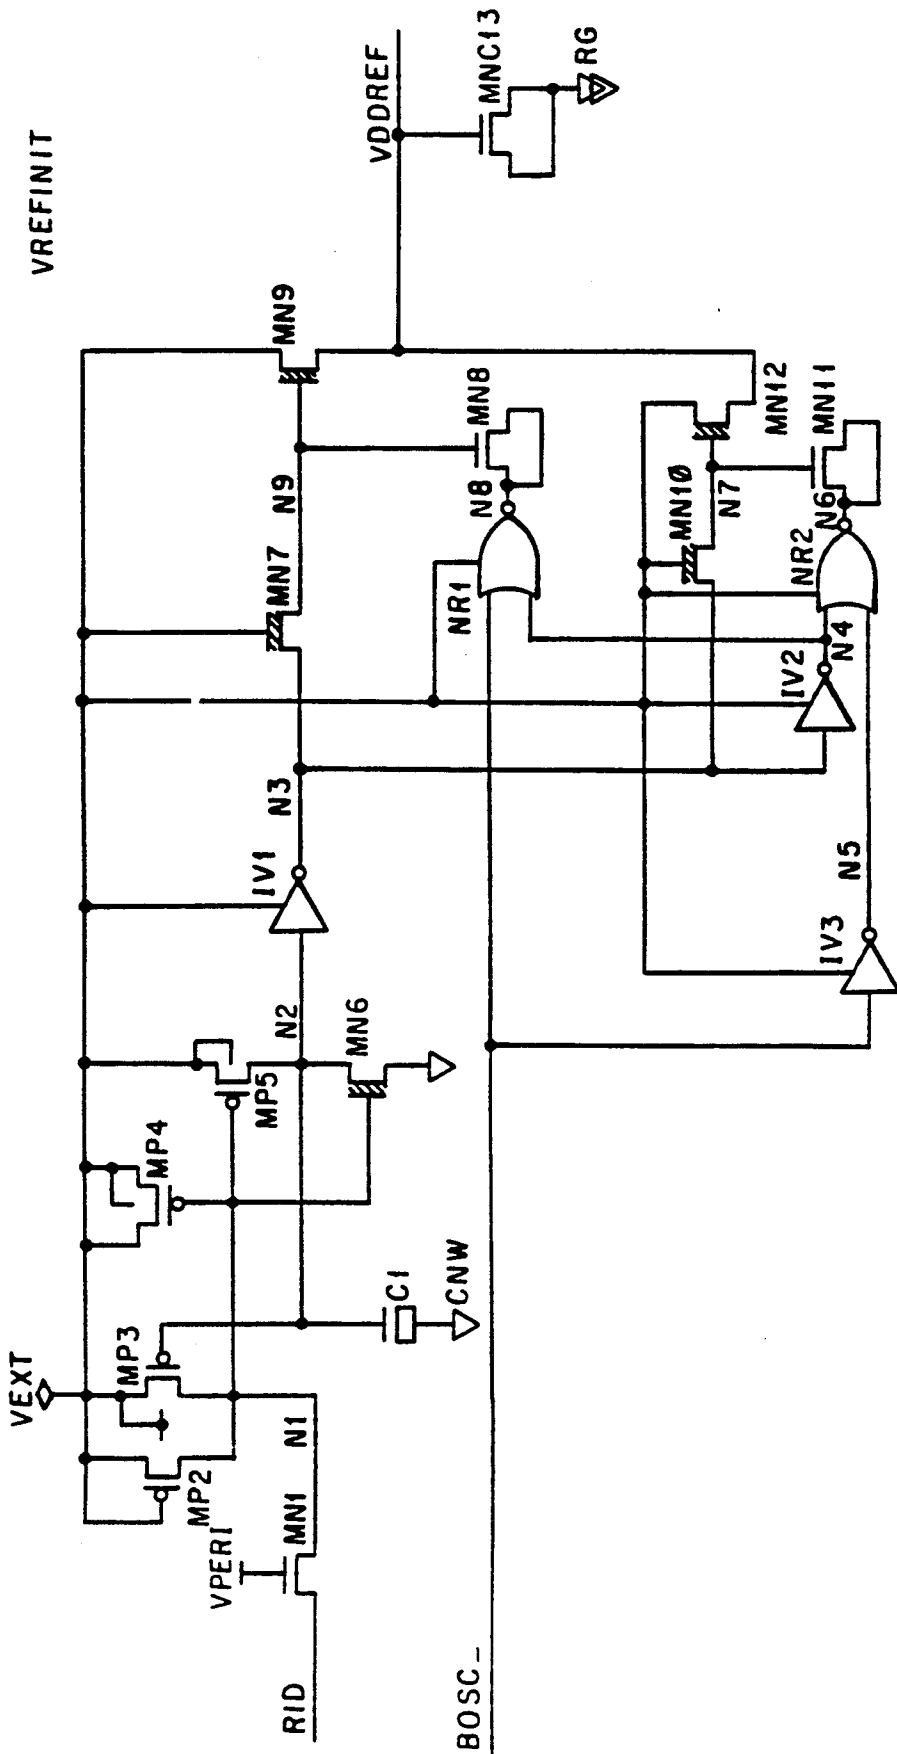 VREFINIT
VEXT
MP2
MP3
MP4
MP5
VPERI
MN1
N1
RID
C1
CNW
MN6
N2
IV1
N3
MN7
N9
MN9
VDDREF
MNC13
RG
BOSC_
NR1
N8
MN8
IV3
N5
IV2
N4
NR2
N6
MN10
N7
MN12
MN11